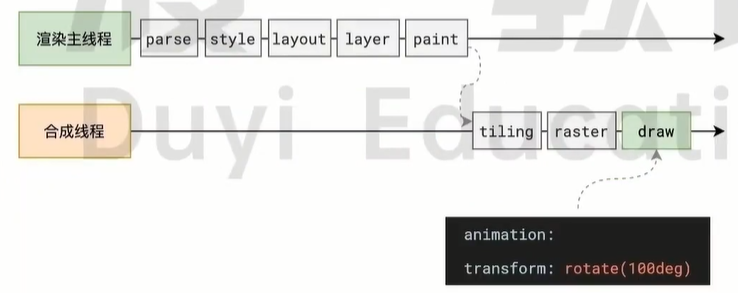 渲染主线程
parse
style
layout
layer
paint
合成线程
tiling
raster
draw
animation:
transform: rotate(100deg)
Duyi Educati